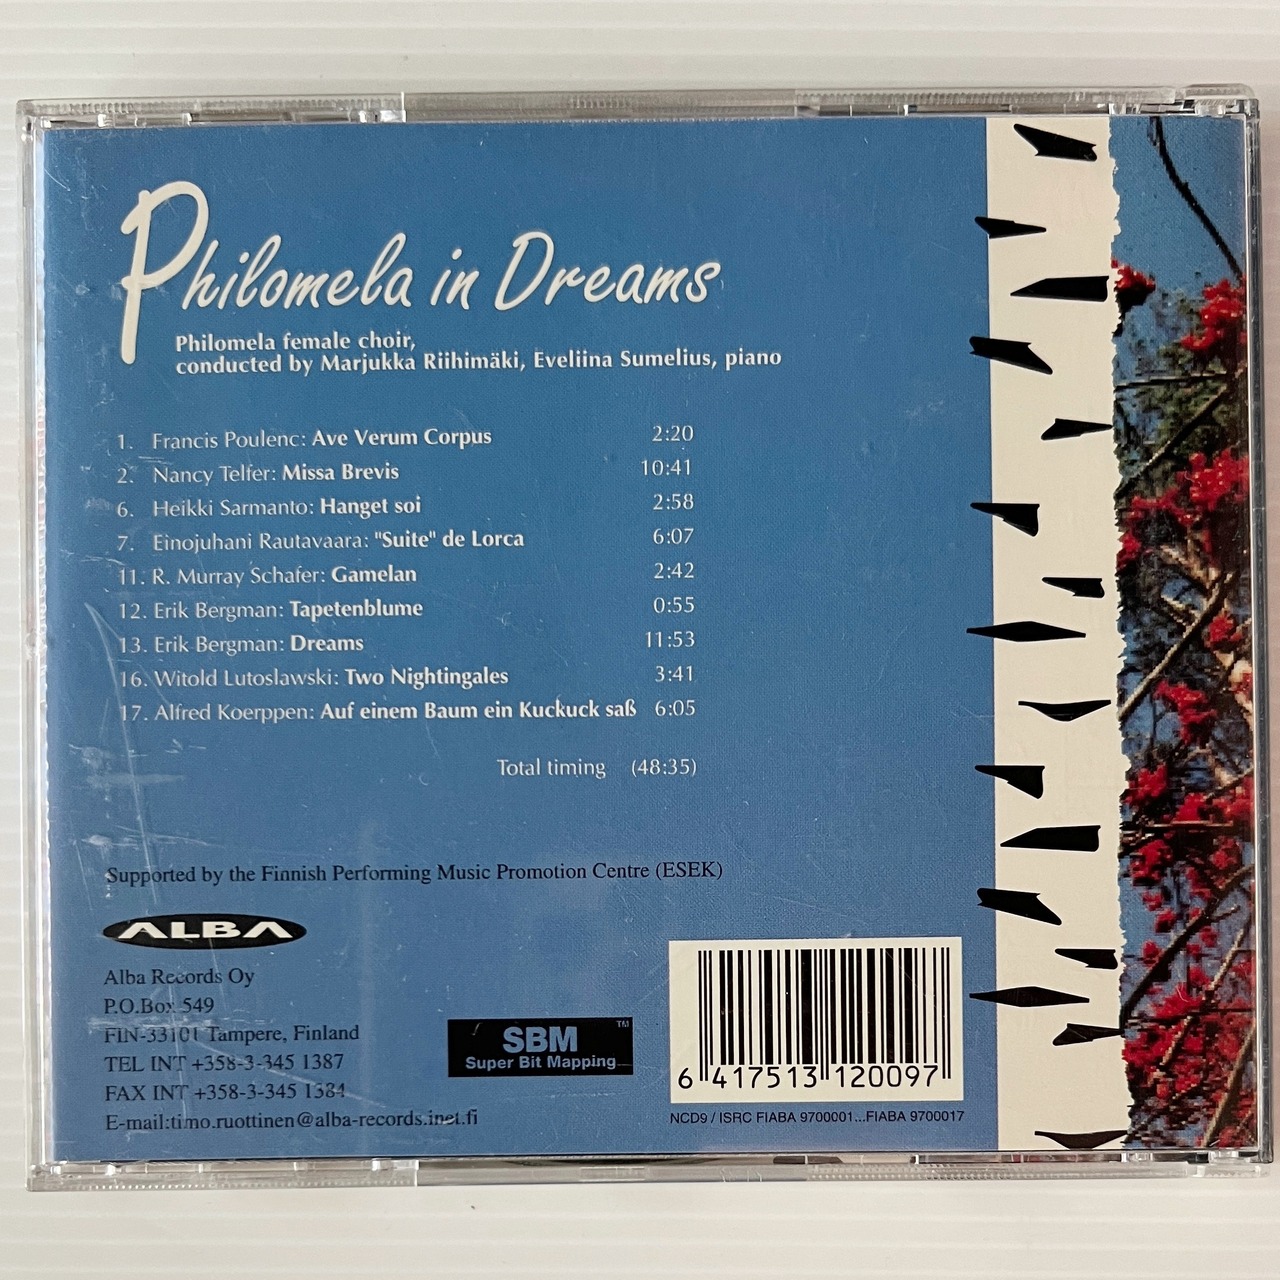 Philomela in Dreams
Philomela female choir,
conducted by Marjukka Riihimäki, Eveliina Sumelius, piano
1. Francis Poulenc: Ave Verum Corpus 2:20
2. Nancy Telfer: Missa Brevis 10:41
6. Heikki Sarmanto: Hanget soi 2:58
7. Einojuhani Rautavaara: "Suite" de Lorca 6:07
11. R. Murray Schafer: Gamelan 2:42
12. Erik Bergman: Tapetenblume 0:55
13. Erik Bergman: Dreams 11:53
16. Witold Lutoslawski: Two Nightingales 3:41
17. Alfred Koerppen: Auf einem Baum ein Kuckuck saß 6:05
Total timing (48:35)
Supported by the Finnish Performing Music Promotion Centre (ESEK)
ALBA
Alba Records Oy
P.O.Box 549
FIN-33101 Tampere, Finland
TEL INT +358-3-345 1387
FAX INT +358-3-345 1384
E-mail:timo.ruottinen@alba-records.inet.fi
SBM TM
Super Bit Mapping
6 417513 120097
NCD9 / ISRC FIABA 9700001...FIABA 9700017